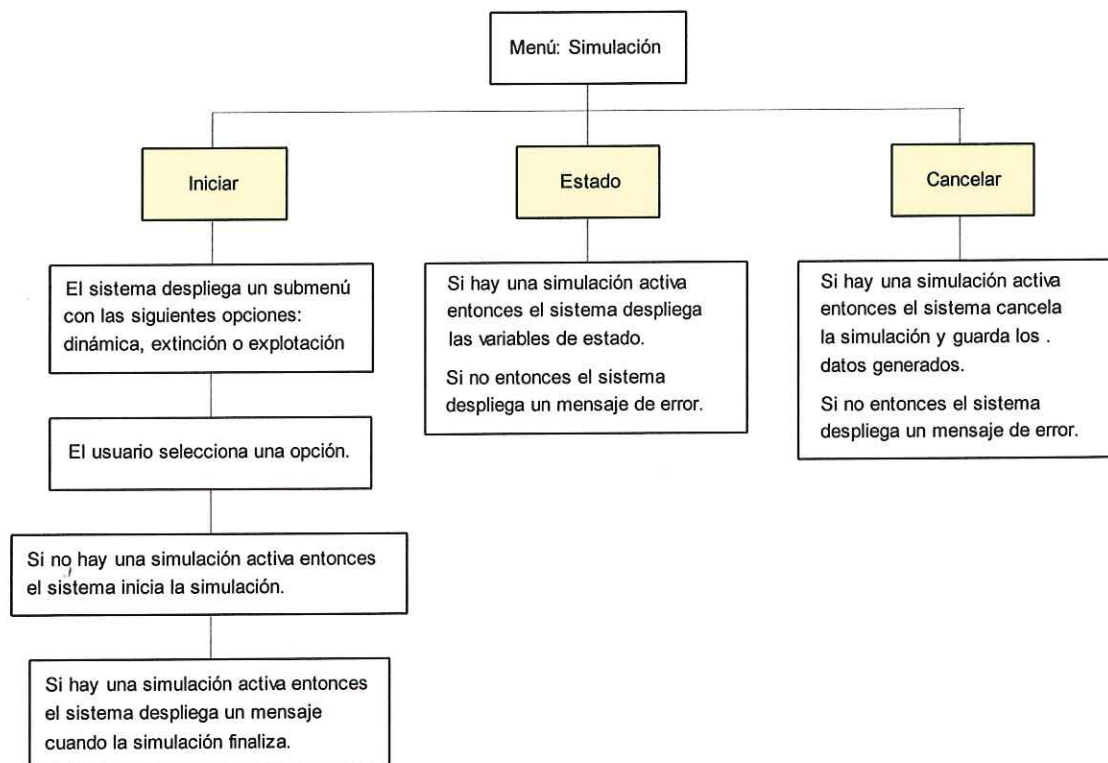 Menú: Simulación
Iniciar
Estado
Cancelar
El sistema despliega un submenú
con las siguientes opciones:
dinámica, extinción o explotación
El usuario selecciona una opción.
Si no hay una simulación activa entonces
el sistema inicia la simulación.
Si hay una simulación activa entonces
el sistema despliega un mensaje
cuando la simulación finaliza.
Si hay una simulación activa
entonces el sistema despliega
las variables de estado.
Si no entonces el sistema
despliega un mensaje de error.
Si hay una simulación activa
entonces el sistema cancela
la simulación y guarda los .
datos generados.
Si no entonces el sistema
despliega un mensaje de error.